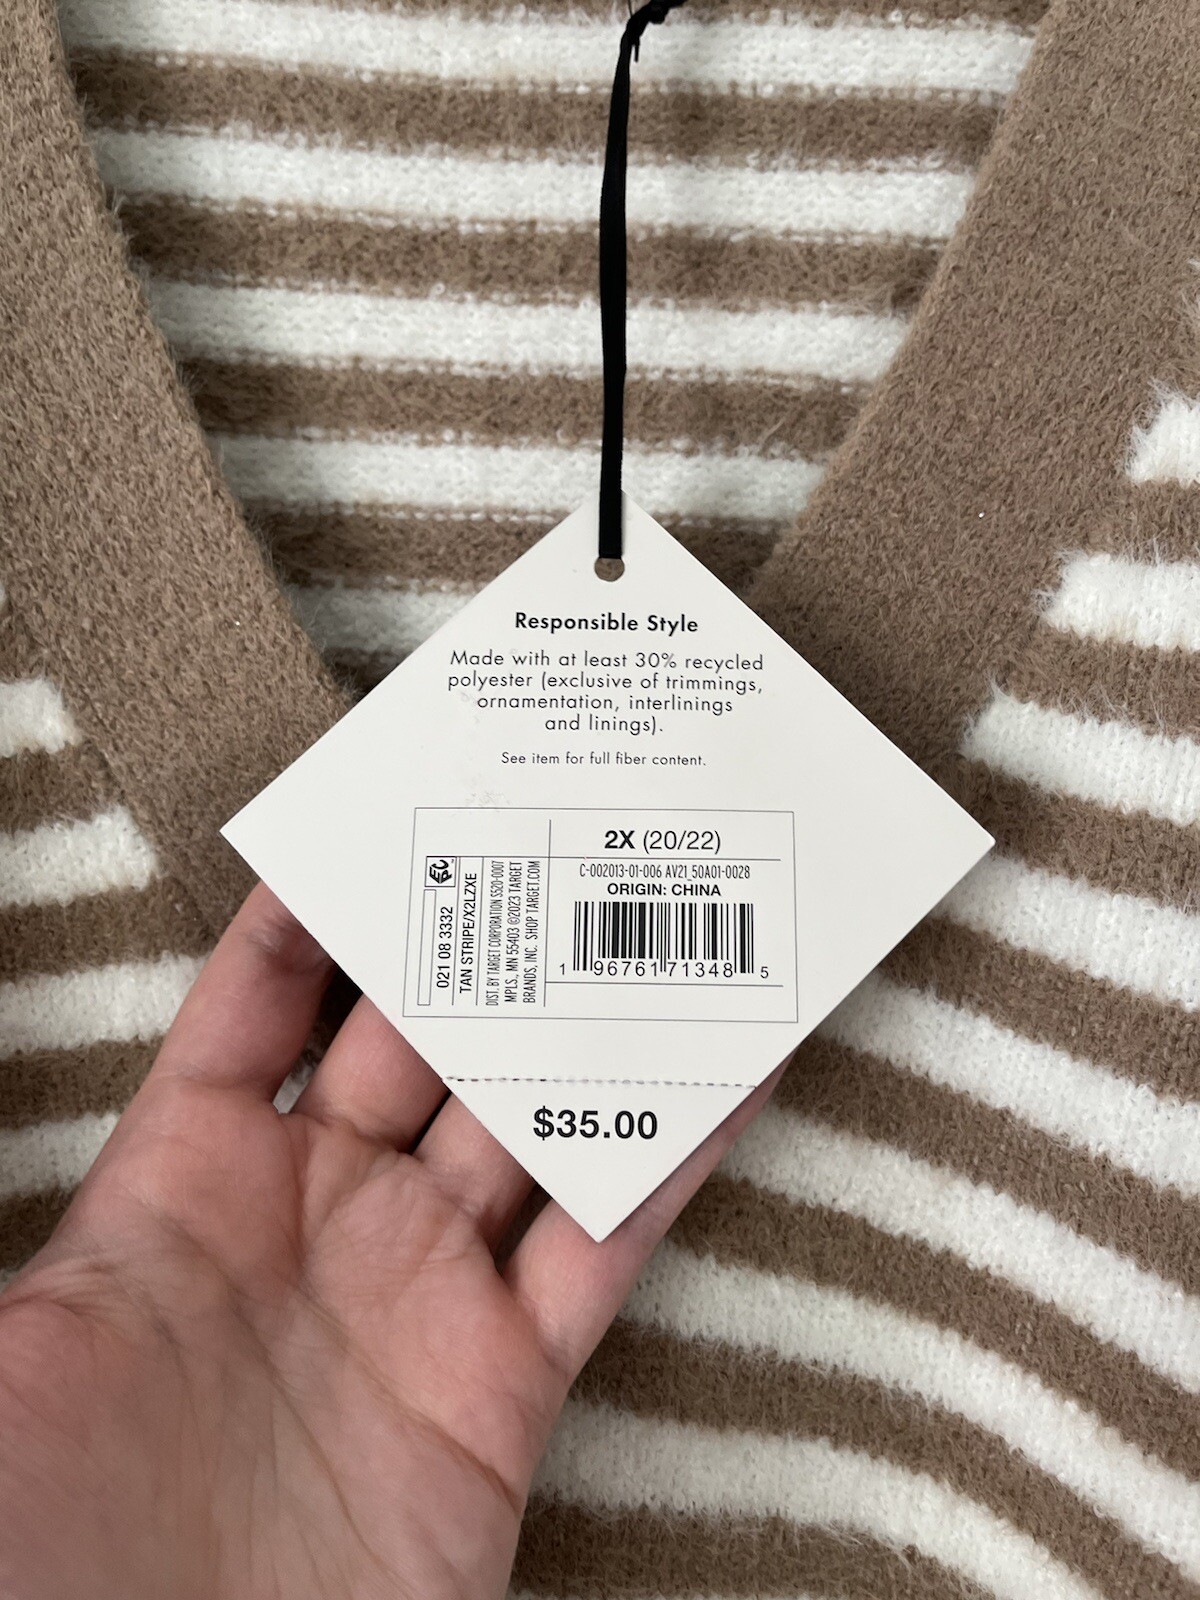 Responsible Style
Made with at least 30% recycled
polyester (exclusive of trimmings,
ornamentation, interlinings
and linings).
See item for full fiber content.
2X (20/22)
C-002013-01-006 AV21_50A01-0028
ORIGIN: CHINA
1 96761 71348 5
021 08 3332
TAN STRIPE/X2LZXE
DIST. BY TARGET CORPORATION SS20-0007
MPLS., MN 55403 ©2023 TARGET
BRANDS, INC. SHOP TARGET.COM
$35.00